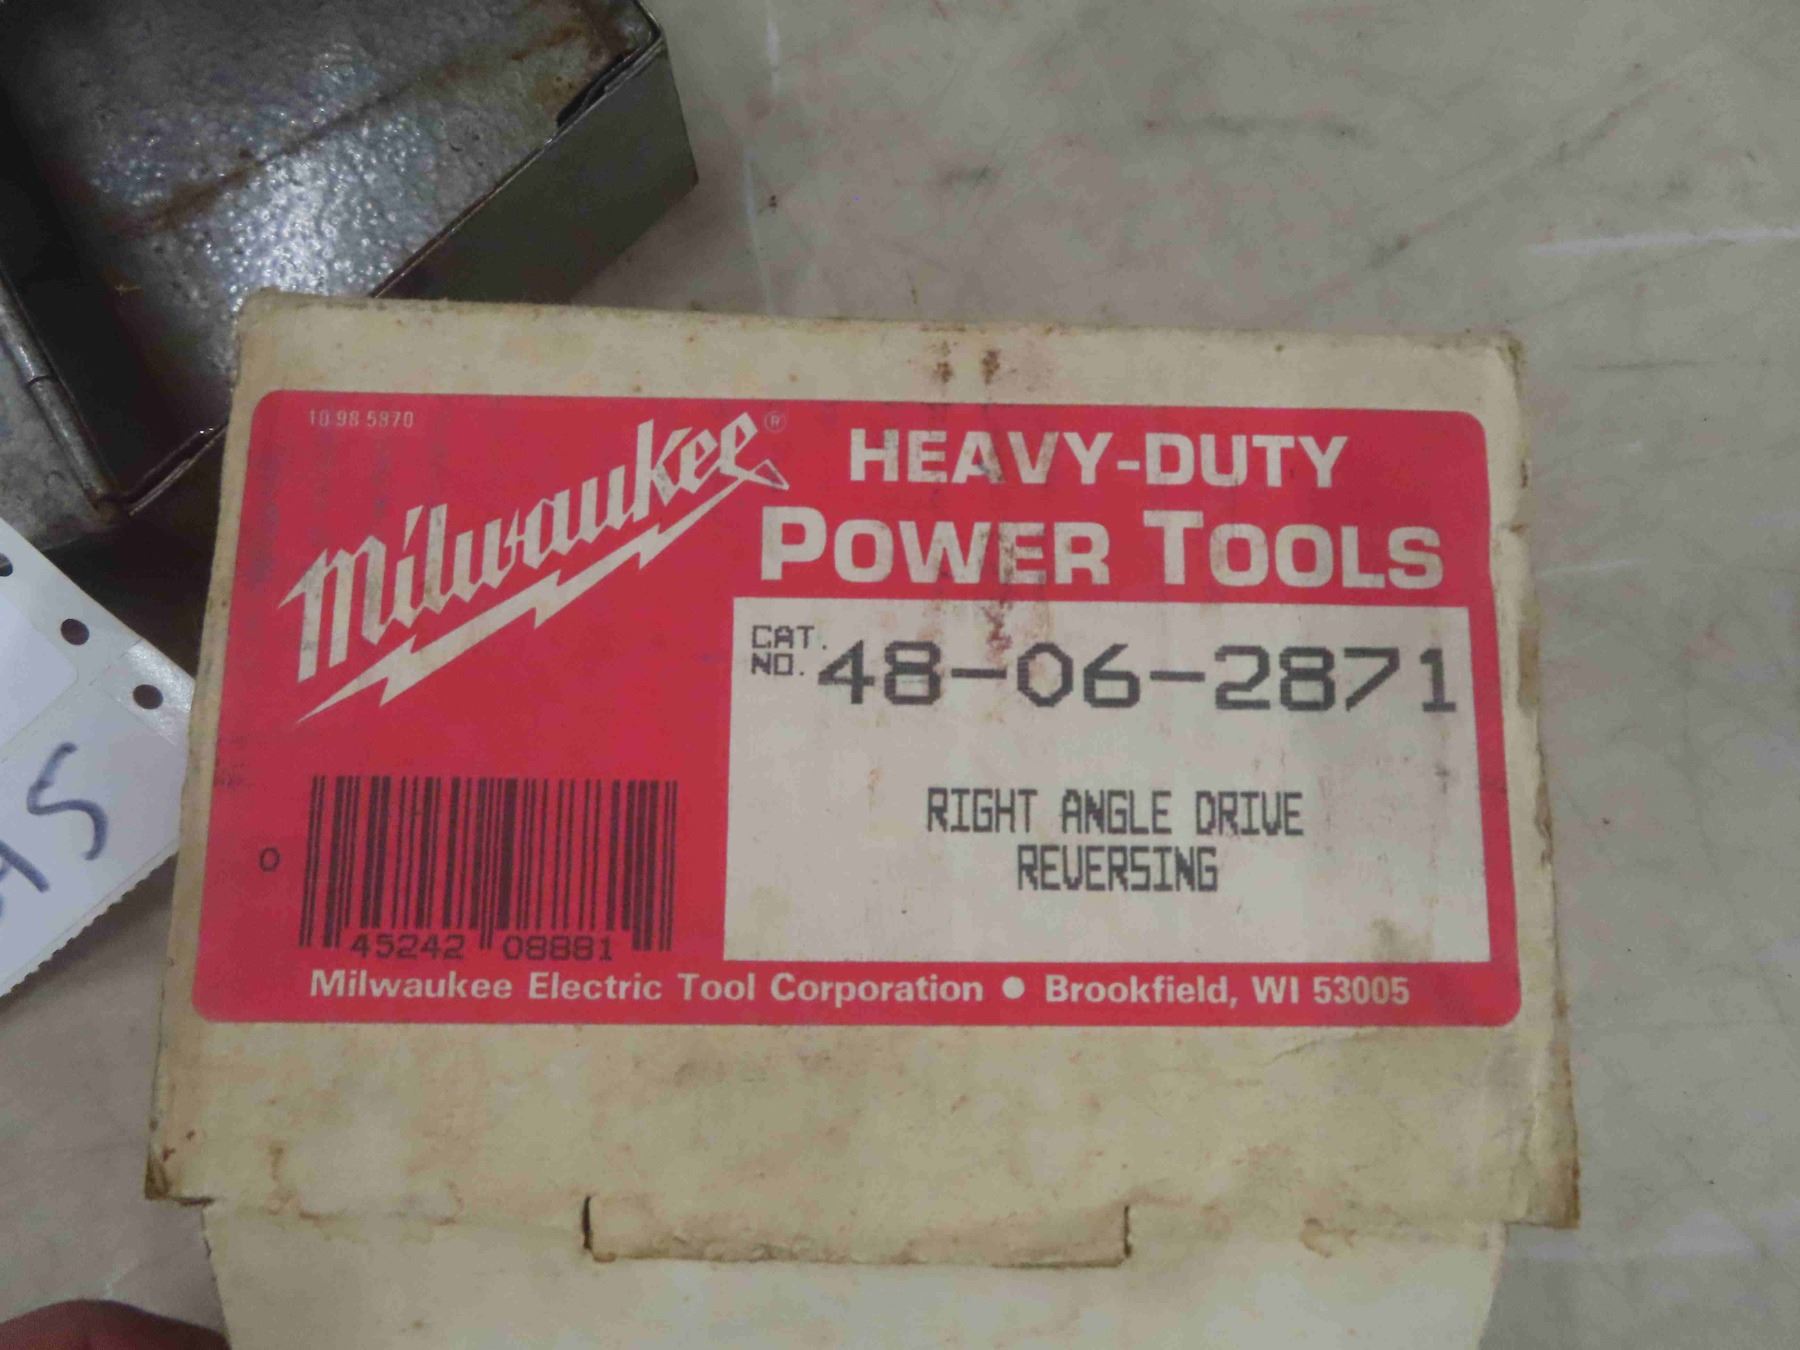 10 98 5870
Milwaukee®
HEAVY-DUTY
POWER TOOLS
CAT.
NO. 48-06-2871
RIGHT ANGLE DRIVE
REVERSING
0 45242 08881
Milwaukee Electric Tool Corporation • Brookfield, WI 53005